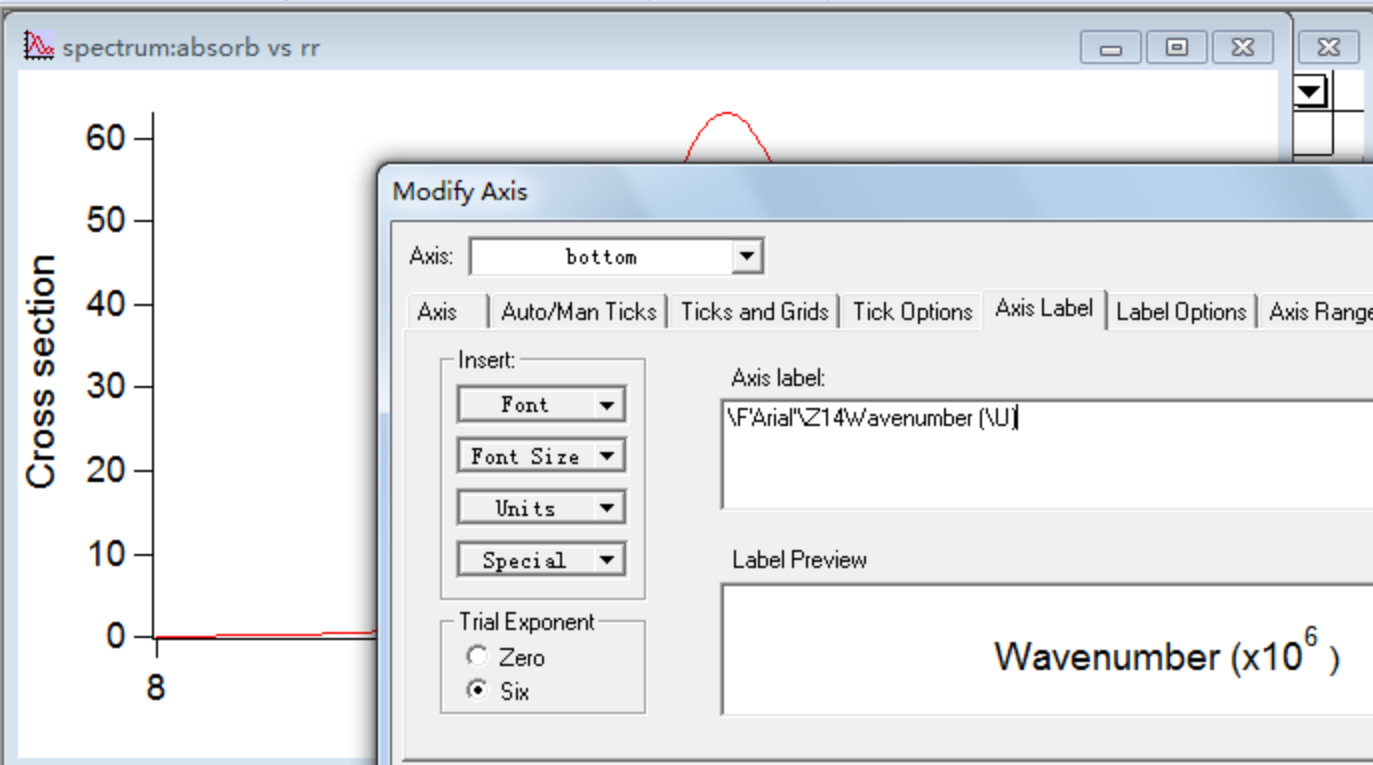 spectrum:absorb vs rr
60
50
40
30
20
10
0
8
Cross section
Modify Axis
Axis:
bottom
Axis
Auto/Man Ticks
Ticks and Grids
Tick Options
Axis Label
Label Options
Axis Range
Insert:
Font
Font Size
Units
Special
Trial Exponent
Zero
Six
Axis label:
\F'Arial'\Z14Wavenumber (\U)
Label Preview
Wavenumber (x10⁶ )